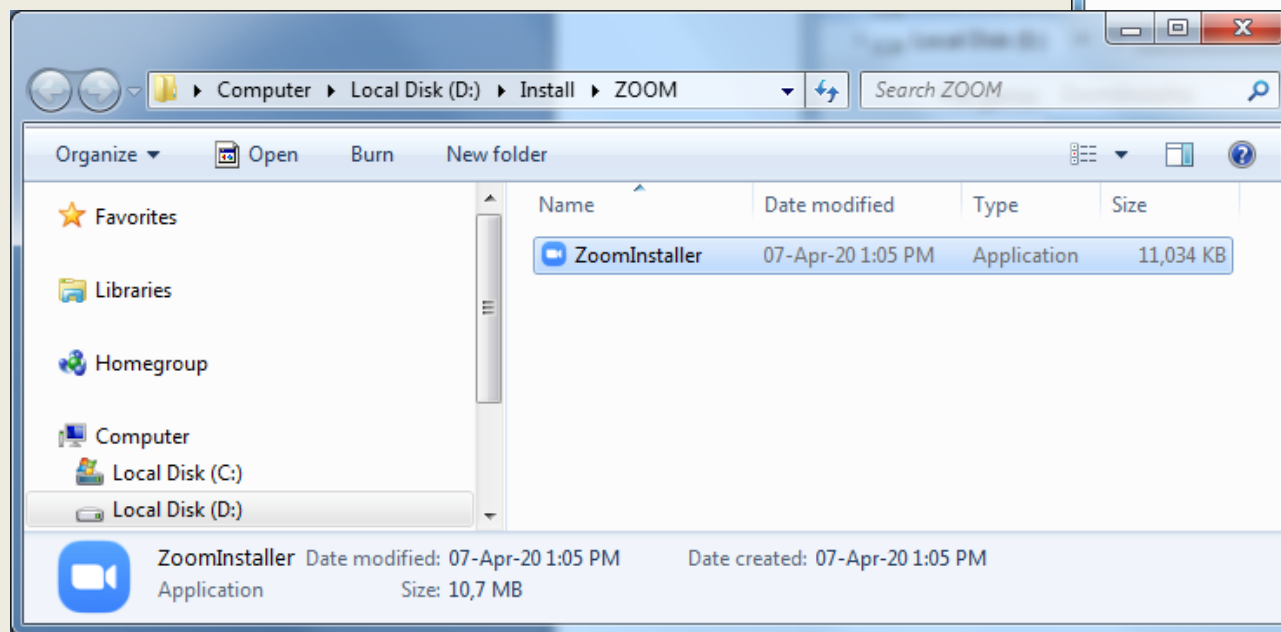 Computer ▸ Local Disk (D:) ▸ Install ▸ ZOOM
Search ZOOM
Organize Open Burn New folder
Name Date modified Type Size
Favorites
ZoomInstaller 07-Apr-20 1:05 PM Application 11,034 KB
Libraries
Homegroup
Computer
Local Disk (C:)
Local Disk (D:)
ZoomInstaller Date modified: 07-Apr-20 1:05 PM Date created: 07-Apr-20 1:05 PM
Application Size: 10,7 MB